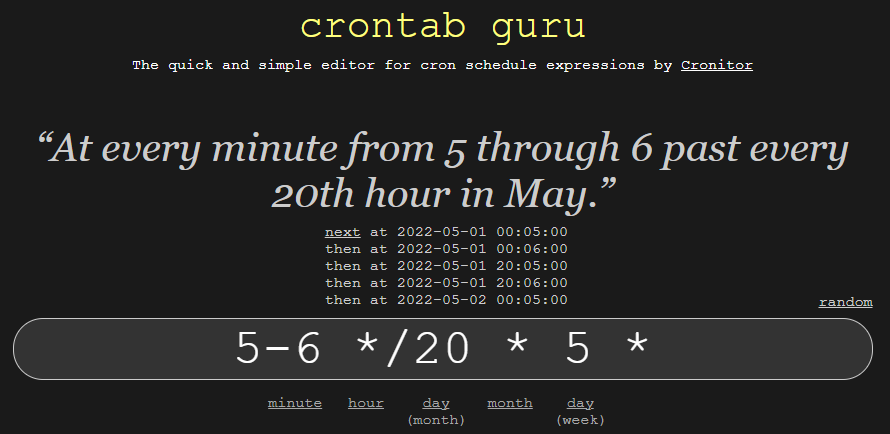 crontab guru
The quick and simple editor for cron schedule expressions by Cronitor
“At every minute from 5 through 6 past every
20th hour in May.”
next at 2022-05-01 00:05:00
then at 2022-05-01 00:06:00
then at 2022-05-01 20:05:00
then at 2022-05-01 20:06:00
then at 2022-05-02 00:05:00
random
5-6 */20 * 5 *
minute hour day month day
(month) (week)